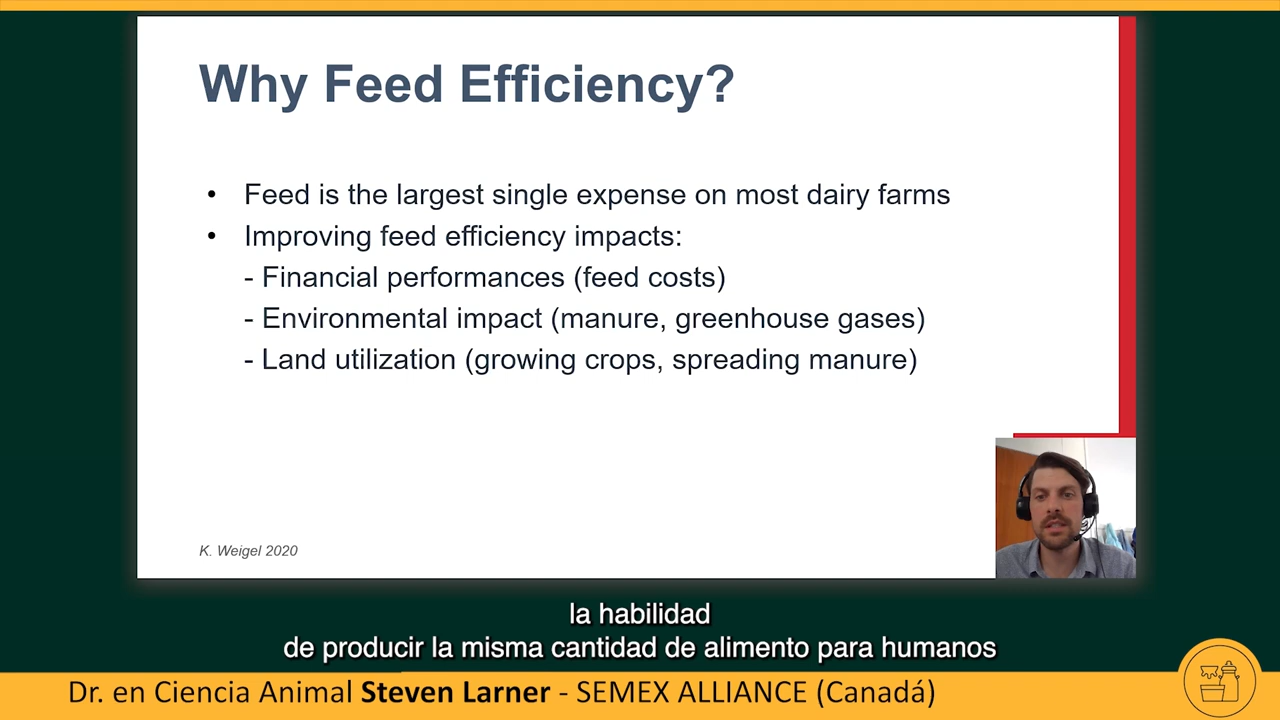 Why Feed Efficiency?
• Feed is the largest single expense on most dairy farms
• Improving feed efficiency impacts:
- Financial performances (feed costs)
- Environmental impact (manure, greenhouse gases)
- Land utilization (growing crops, spreading manure)
K. Weigel 2020
la habilidad
de producir la misma cantidad de alimento para humanos
Dr. en Ciencia Animal Steven Larner - SEMEX ALLIANCE (Canadá)